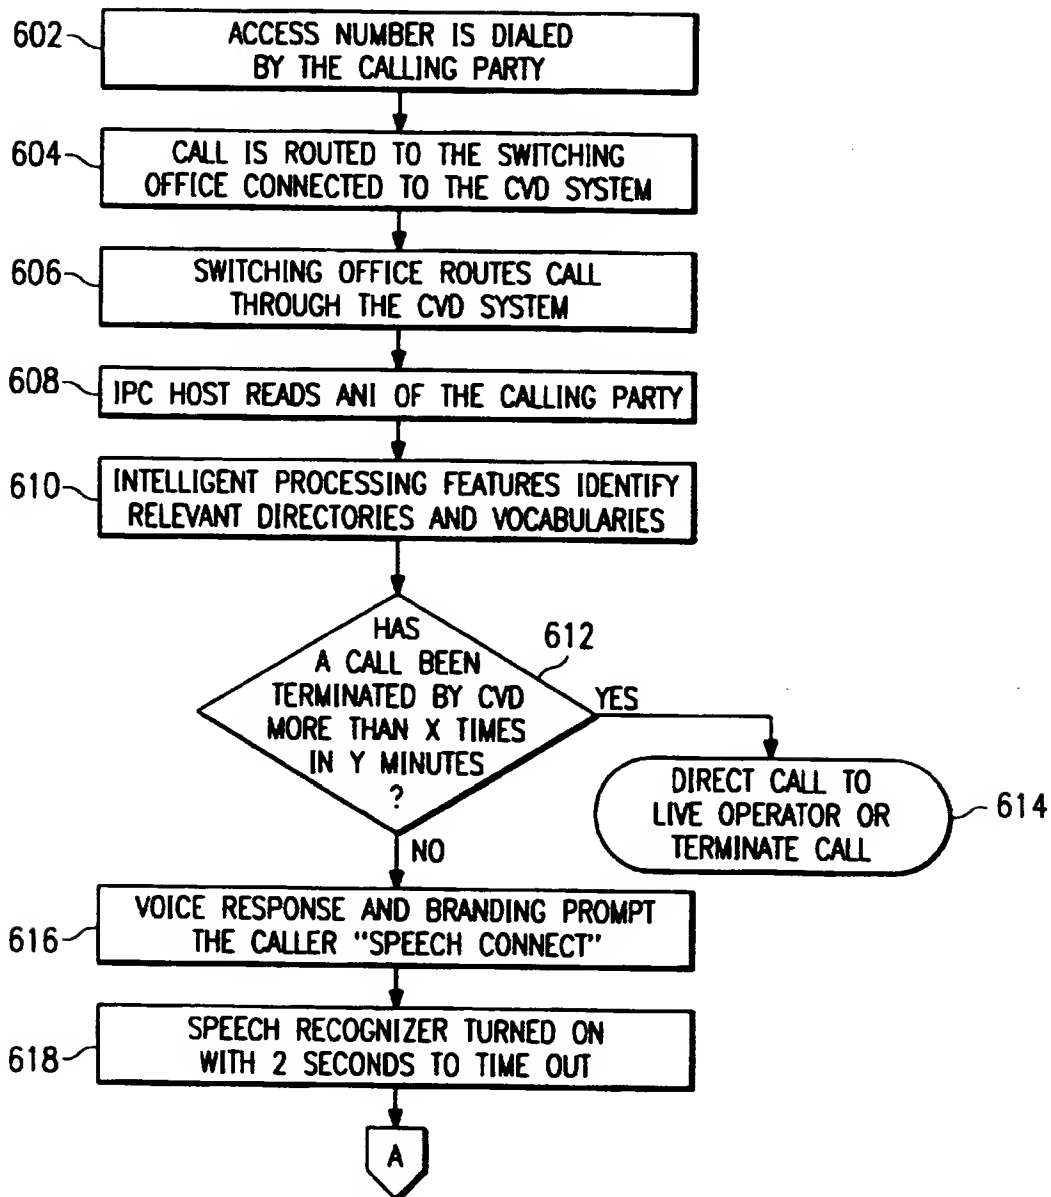 602
ACCESS NUMBER IS DIALED
BY THE CALLING PARTY
604
CALL IS ROUTED TO THE SWITCHING
OFFICE CONNECTED TO THE CVD SYSTEM
606
SWITCHING OFFICE ROUTES CALL
THROUGH THE CVD SYSTEM
608
IPC HOST READS ANI OF THE CALLING PARTY
610
INTELLIGENT PROCESSING FEATURES IDENTIFY
RELEVANT DIRECTORIES AND VOCABULARIES
612
HAS
A CALL BEEN
TERMINATED BY CVD
MORE THAN X TIMES
IN Y MINUTES
?
YES
DIRECT CALL TO
LIVE OPERATOR OR
TERMINATE CALL
614
NO
616
VOICE RESPONSE AND BRANDING PROMPT
THE CALLER "SPEECH CONNECT"
618
SPEECH RECOGNIZER TURNED ON
WITH 2 SECONDS TO TIME OUT
A